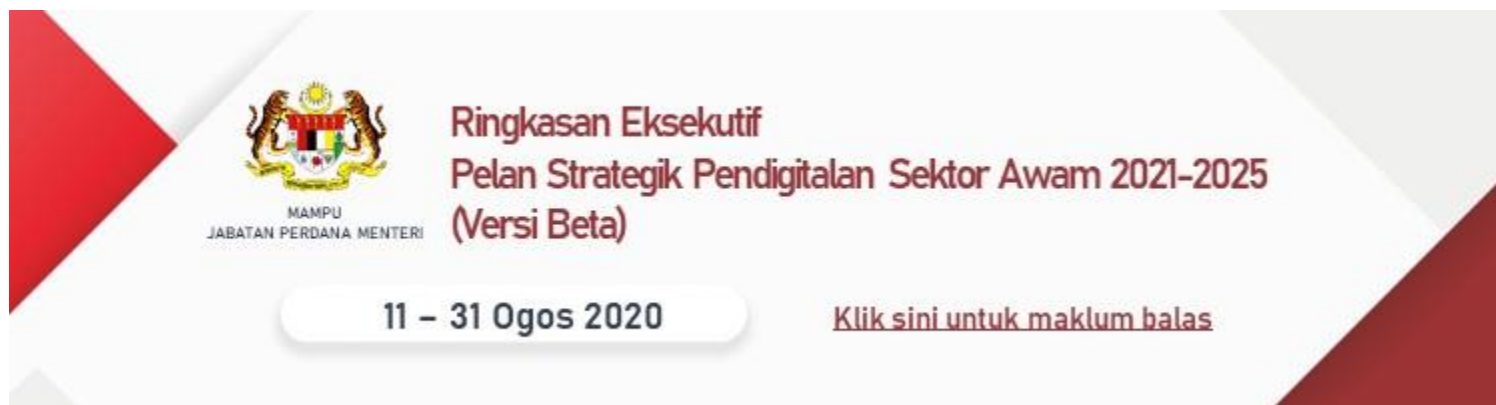 Ringkasan Eksekutif
Pelan Strategik Pendigitalan Sektor Awam 2021-2025
(Versi Beta)
MAMPU
JABATAN PERDANA MENTERI
11 – 31 Ogos 2020
Klik sini untuk maklum balas